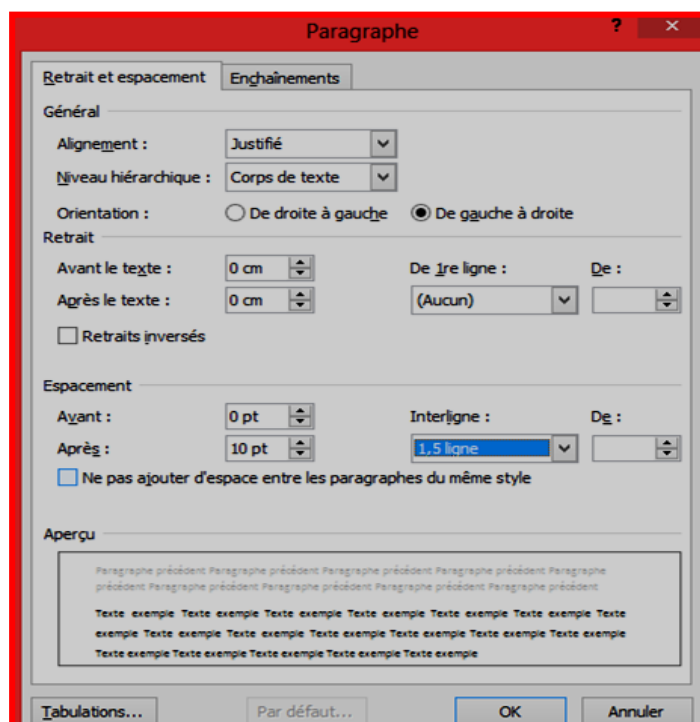 Paragraphe ? ×
Retrait et espacement Enchaînements
Général
Alignement : Justifié
Niveau hiérarchique : Corps de texte
Orientation : De droite à gauche De gauche à droite
Retrait
Avant le texte : 0 cm De 1re ligne : De :
Après le texte : 0 cm (Aucun)
Retraits inversés
Espacement
Avant : 0 pt Interligne : De :
Après : 10 pt 1,5 ligne
Ne pas ajouter d'espace entre les paragraphes du même style
Aperçu
Paragraphe précédent Paragraphe précédent Paragraphe précédent Paragraphe précédent Paragraphe
précédent Paragraphe précédent Paragraphe précédent Paragraphe précédent Paragraphe précédent
Texte exemple Texte exemple Texte exemple Texte exemple Texte exemple Texte exemple Texte
exemple Texte exemple Texte exemple Texte exemple Texte exemple Texte exemple Texte exemple
Texte exemple Texte exemple Texte exemple Texte exemple Texte exemple
Tabulations... Par défaut... OK Annuler